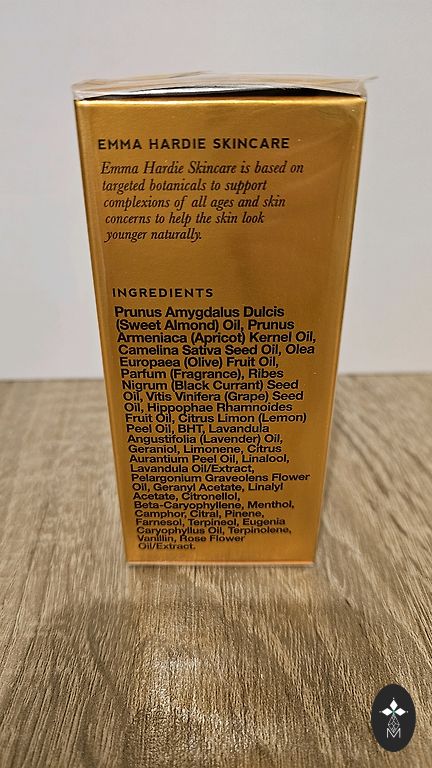 EMMA HARDIE SKINCARE
Emma Hardie Skincare is based on
targeted botanicals to support
complexions of all ages and skin
concerns to help the skin look
younger naturally.
INGREDIENTS
Prunus Amygdalus Dulcis
(Sweet Almond) Oil, Prunus
Armeniaca (Apricot) Kernel Oil,
Camelina Sativa Seed Oil, Olea
Europaea (Olive) Fruit Oil,
Parfum (Fragrance), Ribes
Nigrum (Black Currant) Seed
Oil, Vitis Vinifera (Grape) Seed
Oil, Hippophae Rhamnoides
Fruit Oil, Citrus Limon (Lemon)
Peel Oil, BHT, Lavandula
Angustifolia (Lavender) Oil,
Geraniol, Limonene, Citrus
Aurantium Peel Oil, Linalool,
Lavandula Oil/Extract,
Pelargonium Graveolens Flower
Oil, Geranyl Acetate, Linalyl
Acetate, Citronellol,
Beta-Caryophyllene, Menthol,
Camphor, Citral, Pinene,
Farnesol, Terpineol, Eugenia
Caryophyllus Oil, Terpinolene,
Vanillin, Rose Flower
Oil/Extract.
M